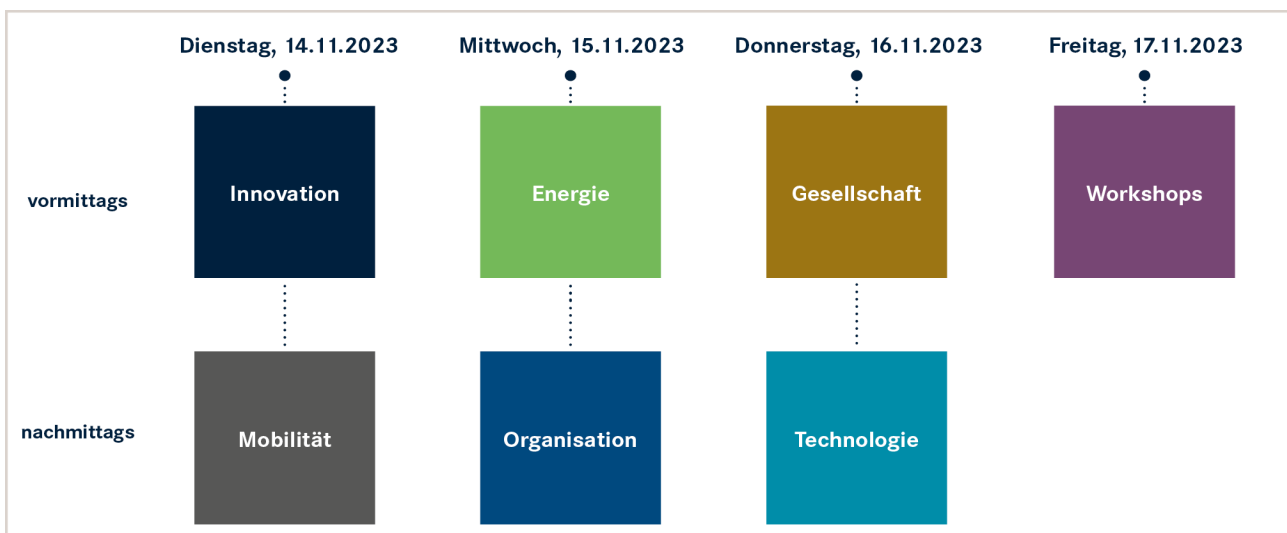 Dienstag, 14.11.2023 Mittwoch, 15.11.2023 Donnerstag, 16.11.2023 Freitag, 17.11.2023
vormittags Innovation Energie Gesellschaft Workshops
nachmittags Mobilität Organisation Technologie